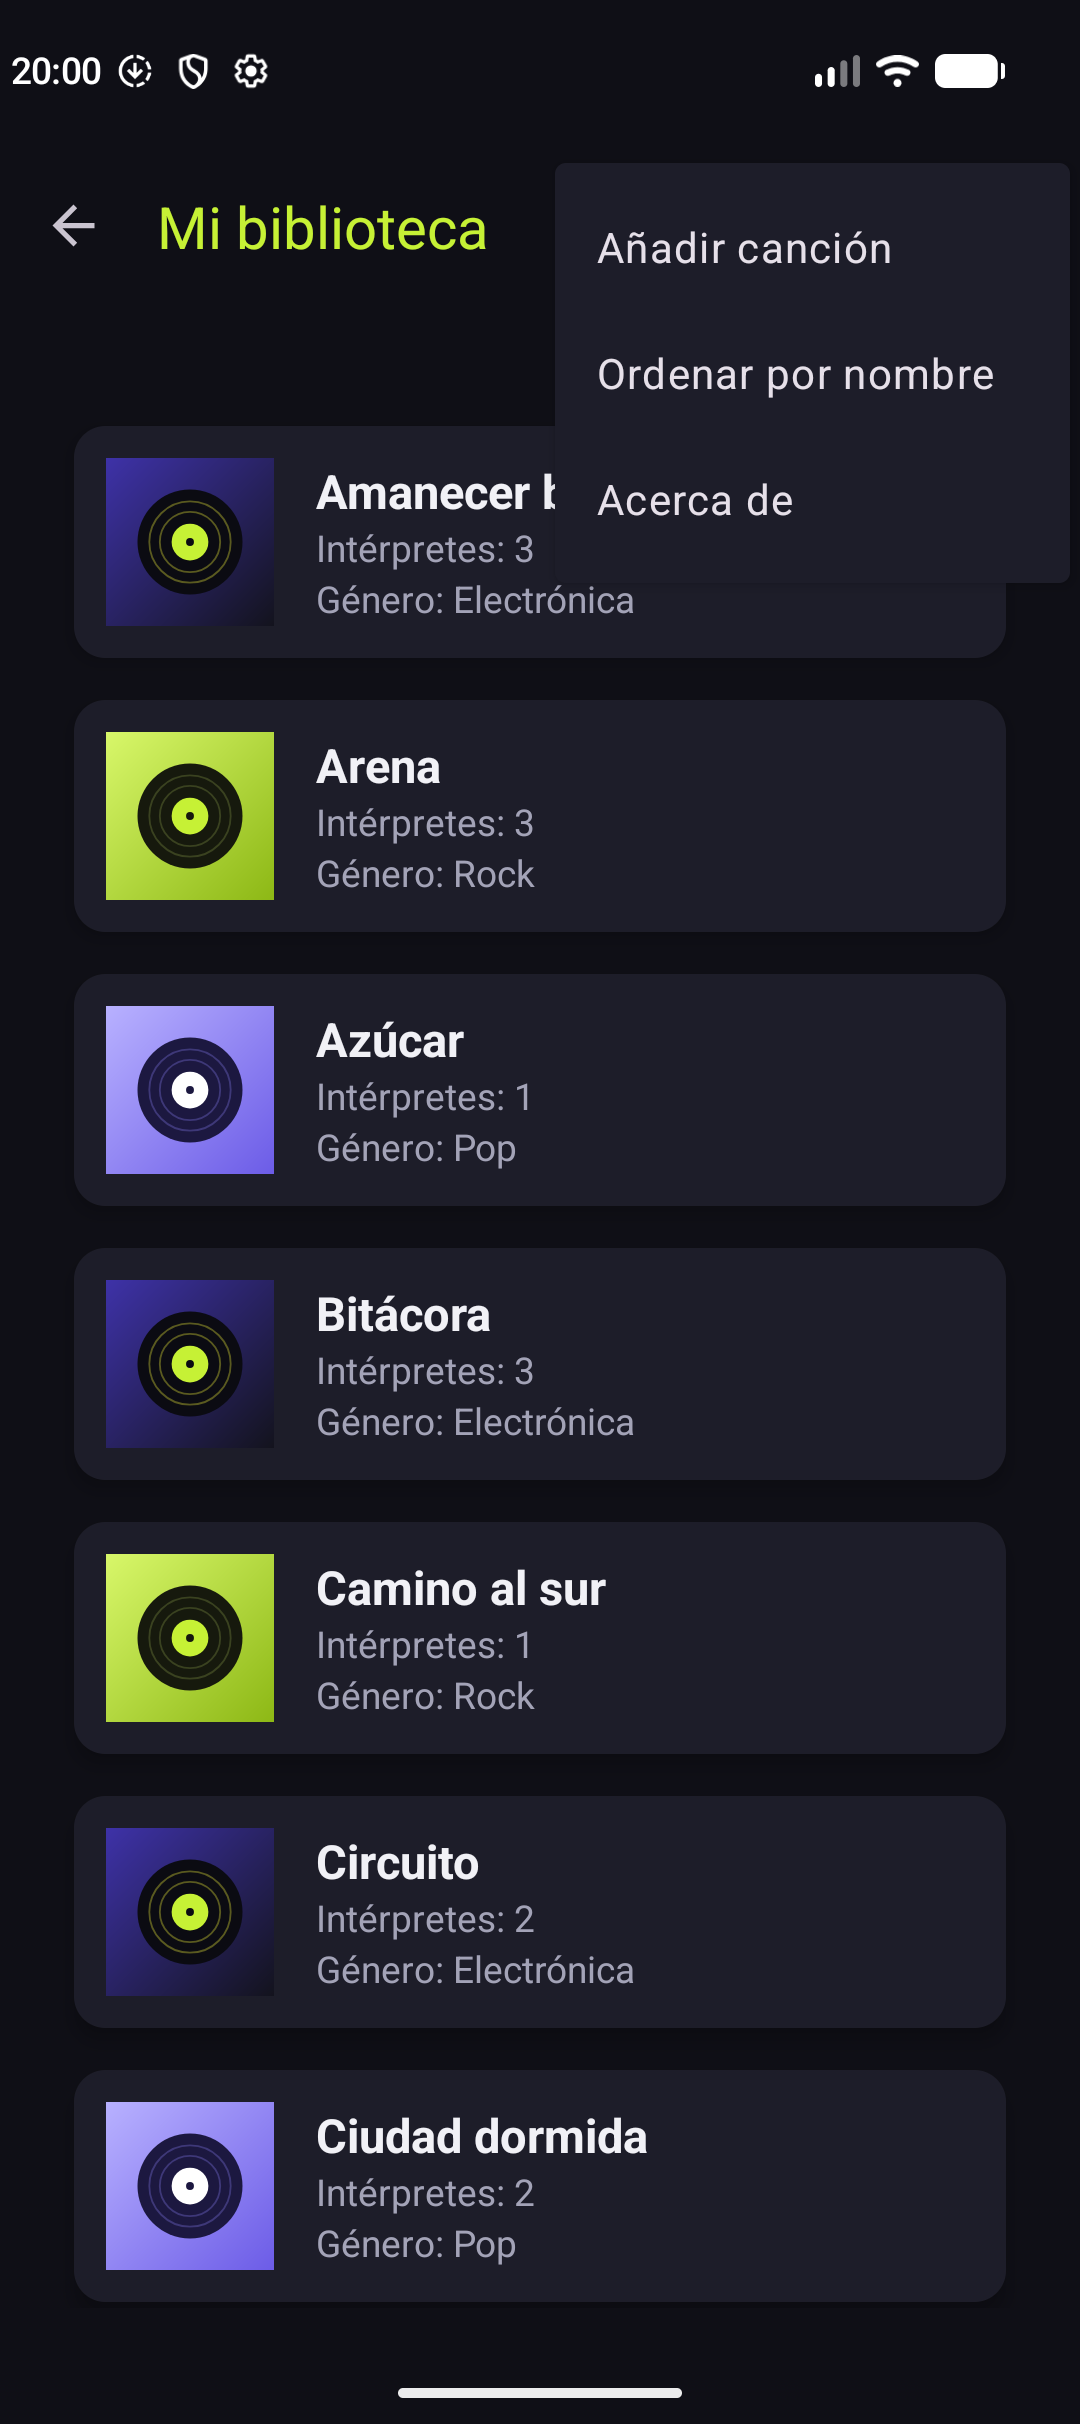 20:00
Mi biblioteca
Añadir canción
Ordenar por nombre
Acerca de
Amanecer
Intérpretes: 3
Género: Electrónica
Arena
Intérpretes: 3
Género: Rock
Azúcar
Intérpretes: 1
Género: Pop
Bitácora
Intérpretes: 3
Género: Electrónica
Camino al sur
Intérpretes: 1
Género: Rock
Circuito
Intérpretes: 2
Género: Electrónica
Ciudad dormida
Intérpretes: 2
Género: Pop